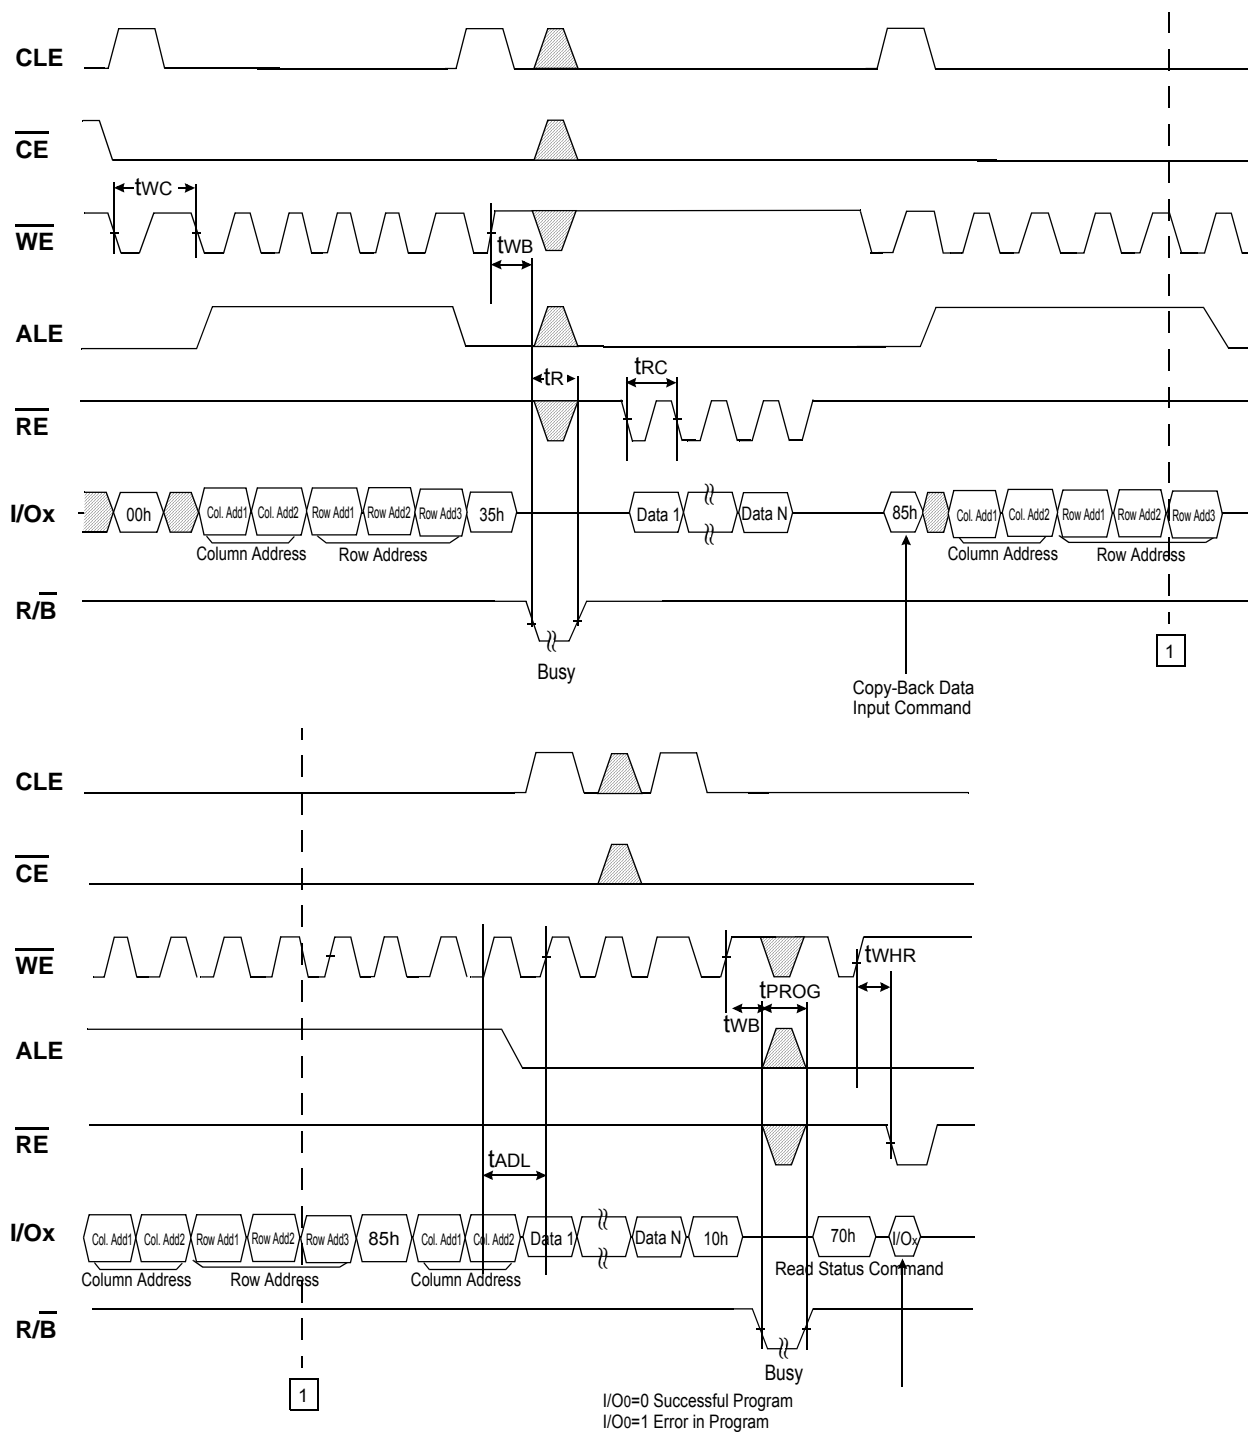 CLE
CE
tWC
WE
tWB
ALE
tR
tRC
RE
I/Ox
00h Col. Add1 Col. Add2 Row Add1 Row Add2 Row Add3 35h Data 1 Data N 85h Col. Add1 Col. Add2 Row Add1 Row Add2 Row Add3
Column Address Row Address Column Address Row Address
R/B
Busy
1
Copy-Back Data
Input Command
CLE
CE
WE
tWHR
tPROG
tWB
ALE
RE
tADL
I/Ox
Col. Add1 Col. Add2 Row Add1 Row Add2 Row Add3 85h Col. Add1 Col. Add2 Data 1 Data N 10h 70h I/Ox
Column Address Row Address Column Address Read Status Command
R/B
Busy
1
I/O0=0 Successful Program
I/O0=1 Error in Program